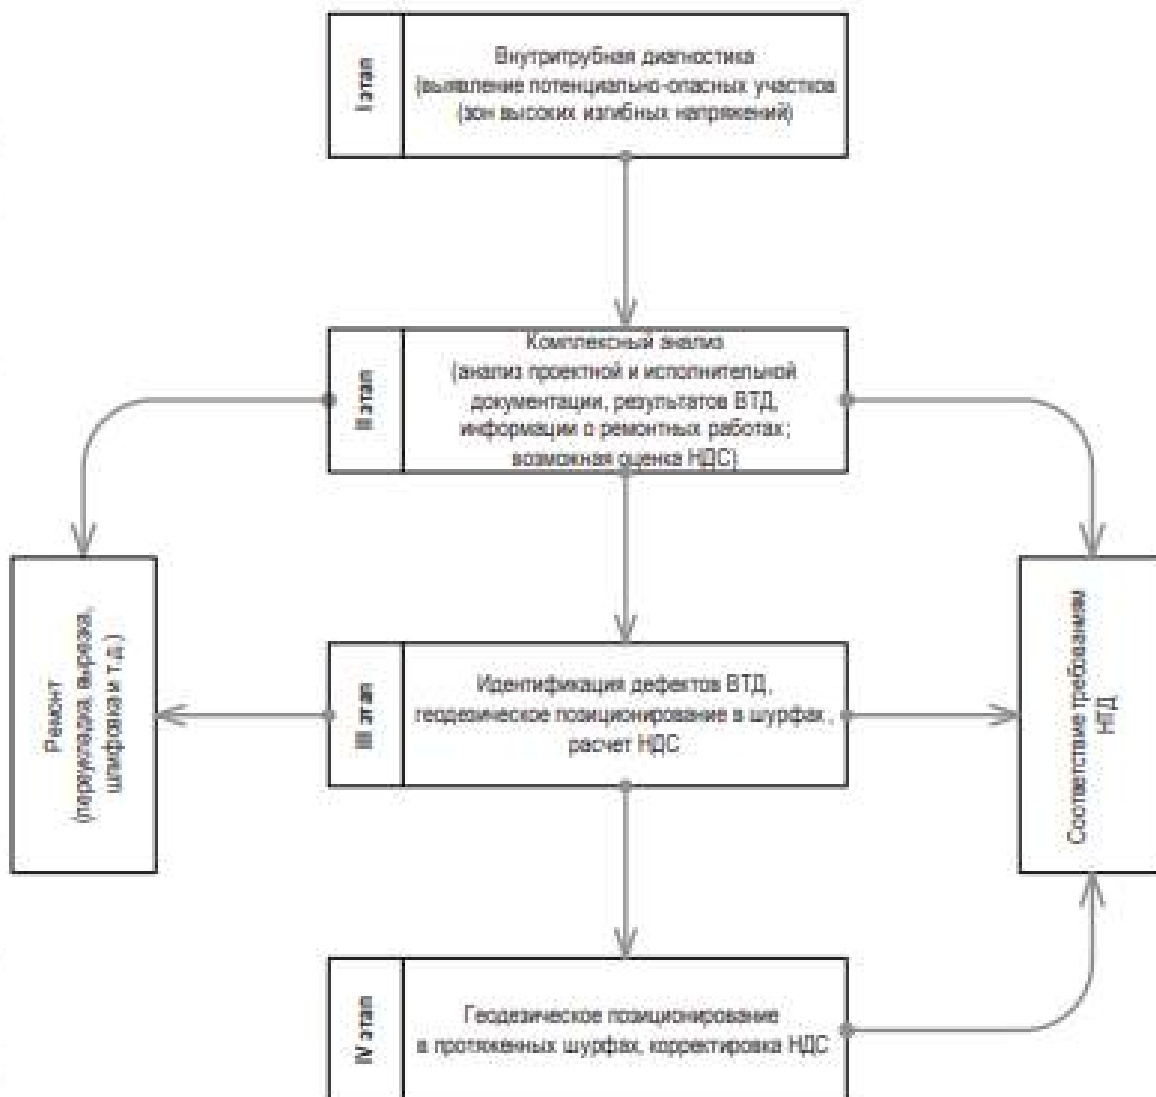 I этап
Внутритрубная диагностика
(выявление потенциально-опасных участков
(зон высоких изгибных напряжений)
II этап
Комплексный анализ
(анализ проектной и исполнительной
документации, результатов ВТД,
информации о ремонтных работах;
возможная оценка НДС)
Ремонт
(переукладка, вырезка,
шлифовка и т.д.)
III этап
Идентификация дефектов ВТД,
геодезическое позиционирование в шурфах,
расчет НДС
Соответствие требованиям
НТД
IV этап
Геодезическое позиционирование
в протяженных шурфах, корректировка НДС